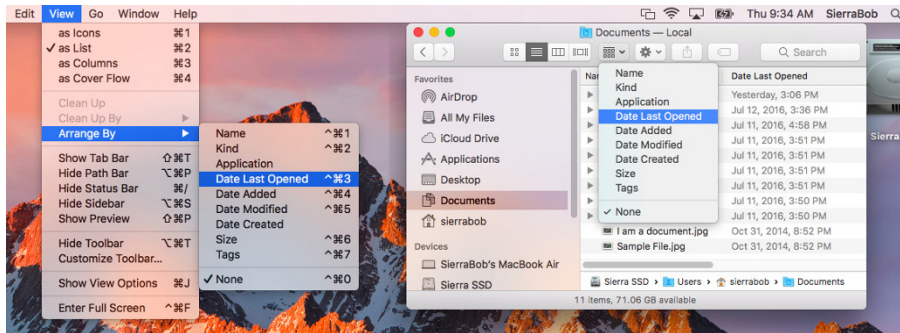 Edit View Go Window Help Thu 9:34 AM SierraBob
as Icons ⌘1
✓ as List ⌘2
as Columns ⌘3
as Cover Flow ⌘4
Clean Up
Clean Up By ▶
Arrange By ▶
Show Tab Bar ⇧⌘T
Hide Path Bar ⌥⌘P
Show Status Bar ⌘/
Hide Sidebar ⌥⌘S
Show Preview ⇧⌘P
Hide Toolbar ⌥⌘T
Customize Toolbar...
Show View Options ⌘J
Enter Full Screen ^⌘F
Name ^⌘1
Kind ^⌘2
Application
Date Last Opened ^⌘3
Date Added ^⌘4
Date Modified ^⌘5
Date Created
Size ^⌘6
Tags ^⌘7
✓ None ^⌘0
Documents — Local
Search
Favorites
AirDrop
All My Files
iCloud Drive
Applications
Desktop
Documents
sierrabob
Devices
SierraBob's MacBook Air
Sierra SSD
Name
Kind
Application
Date Last Opened
Date Added
Date Modified
Date Created
Size
Tags
✓ None
Date Last Opened
Yesterday, 3:06 PM
Jul 12, 2016, 3:36 PM
Jul 11, 2016, 4:58 PM
Jul 11, 2016, 3:51 PM
Jul 11, 2016, 3:51 PM
Jul 11, 2016, 3:51 PM
Jul 11, 2016, 3:51 PM
Jul 11, 2016, 3:50 PM
Jul 11, 2016, 3:50 PM
I am a document.jpg Oct 31, 2014, 8:52 PM
Sample File.jpg Oct 31, 2014, 8:52 PM
Sierra SSD › Users › sierrabob › Documents
11 items, 71.06 GB available
Sierra